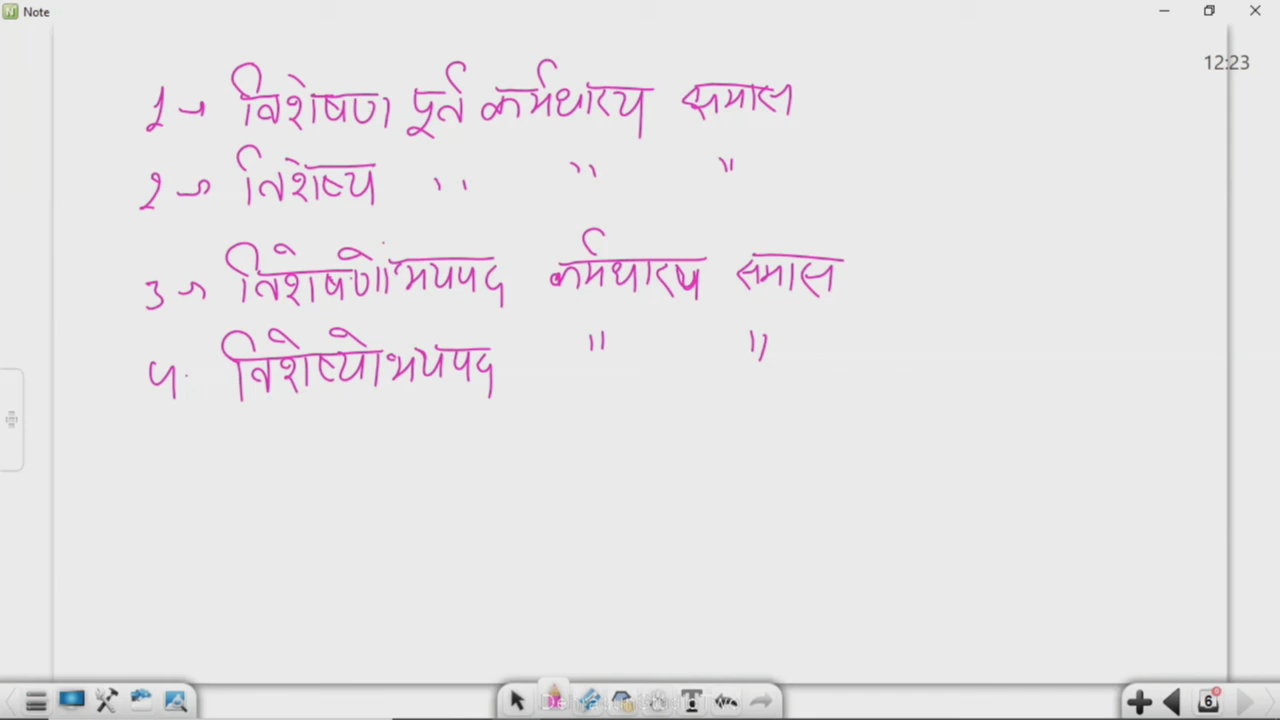 Note
12:23
1→ विशेषण पूर्व कर्मधारय समास
2→ विशेष्य " " "
3→ विशेषणोभयपद कर्मधारय समास
4. विशेष्योभयपद " "
6